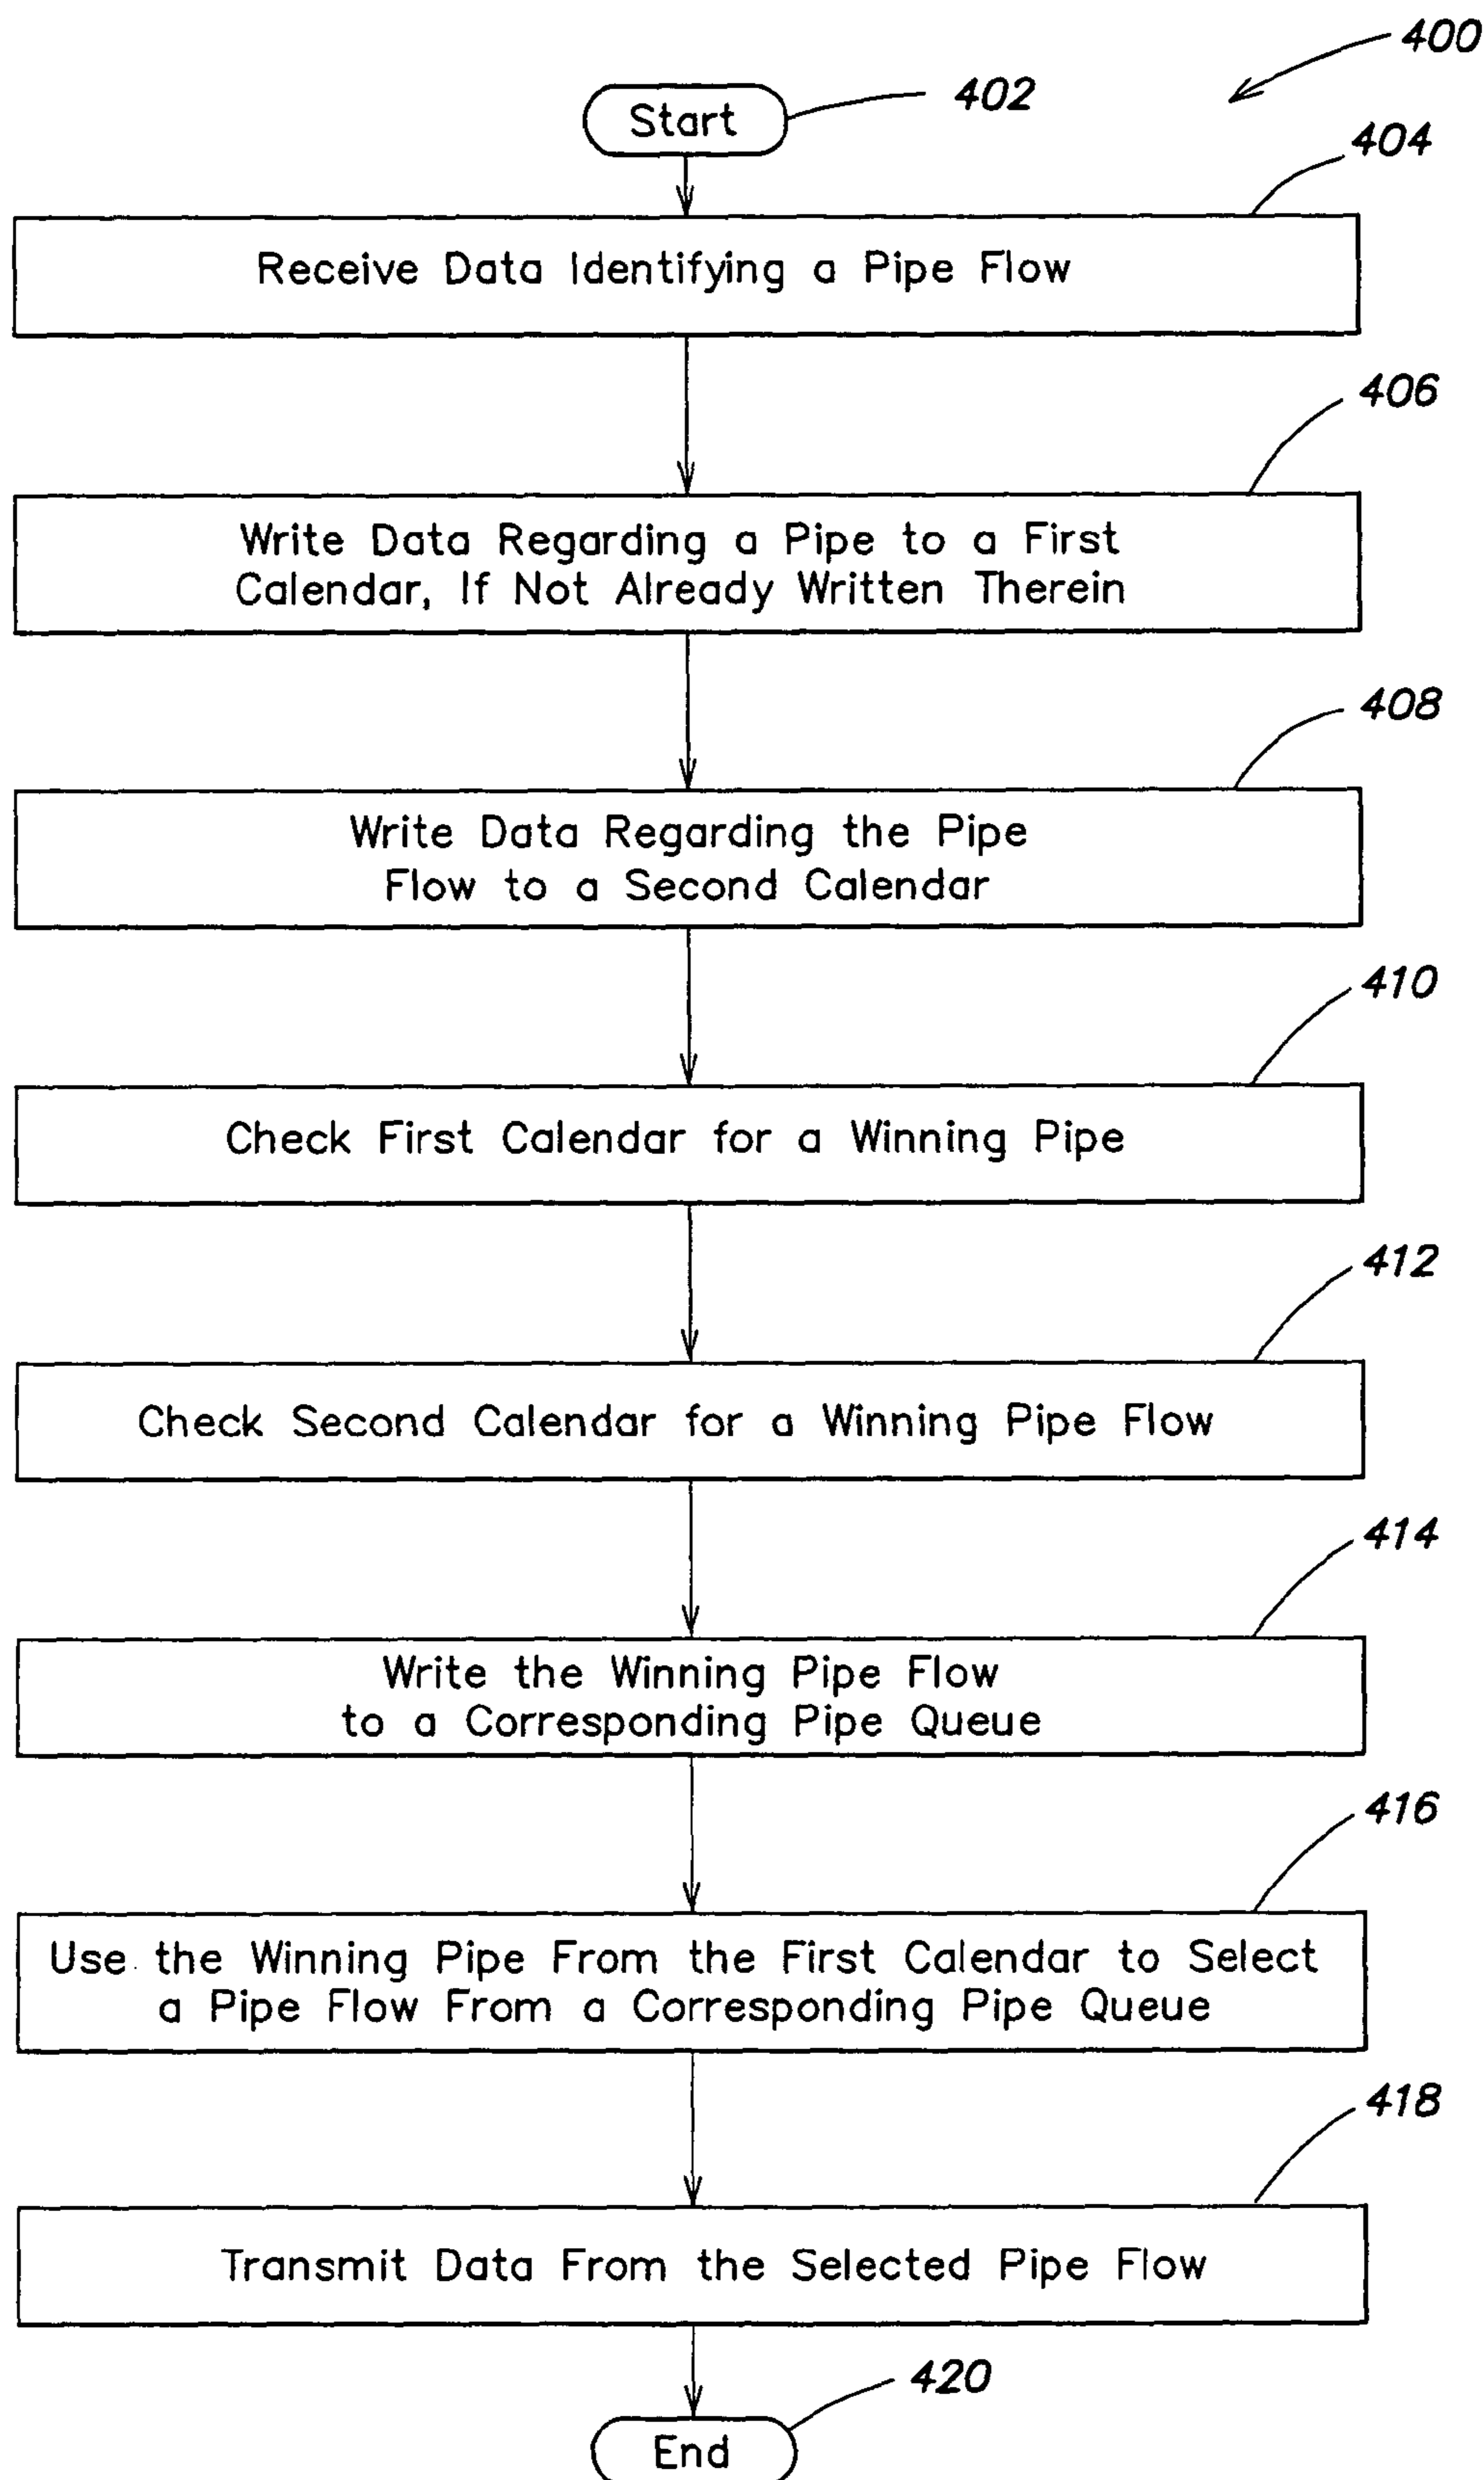 400
Start
402
404
Receive Data Identifying a Pipe Flow
406
Write Data Regarding a Pipe to a First
Calendar, If Not Already Written Therein
408
Write Data Regarding the Pipe
Flow to a Second Calendar
410
Check First Calendar for a Winning Pipe
412
Check Second Calendar for a Winning Pipe Flow
414
Write the Winning Pipe Flow
to a Corresponding Pipe Queue
416
Use the Winning Pipe From the First Calendar to Select
a Pipe Flow From a Corresponding Pipe Queue
418
Transmit Data From the Selected Pipe Flow
420
End